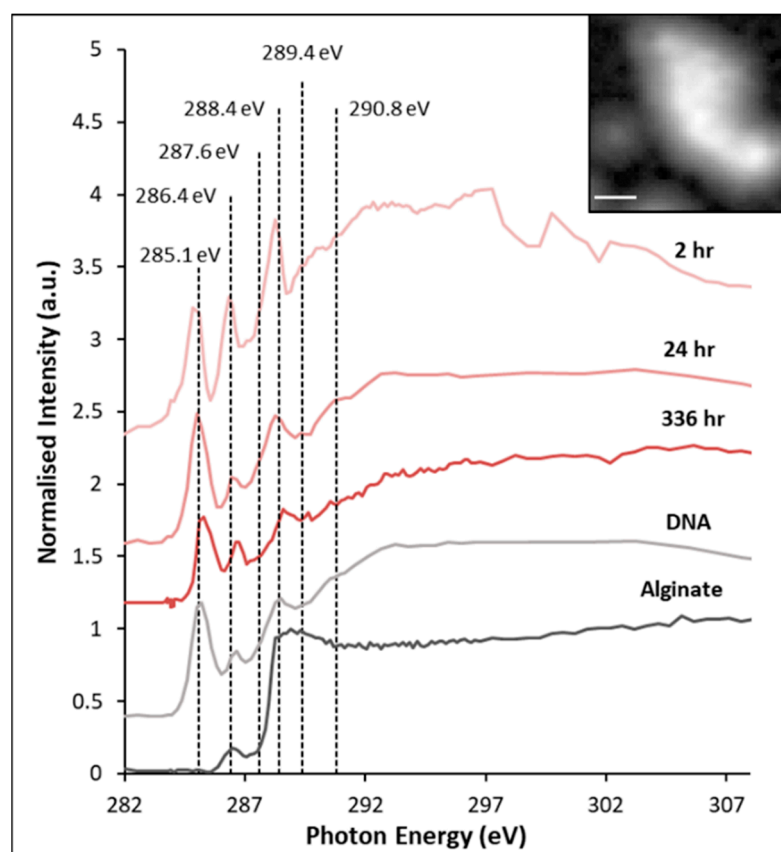 5
4.5
4
3.5
3
2.5
2
1.5
1
0.5
0
Normalised Intensity (a.u.)
289.4 eV
288.4 eV
290.8 eV
287.6 eV
286.4 eV
285.1 eV
2 hr
24 hr
336 hr
DNA
Alginate
282 287 292 297 302 307
Photon Energy (eV)